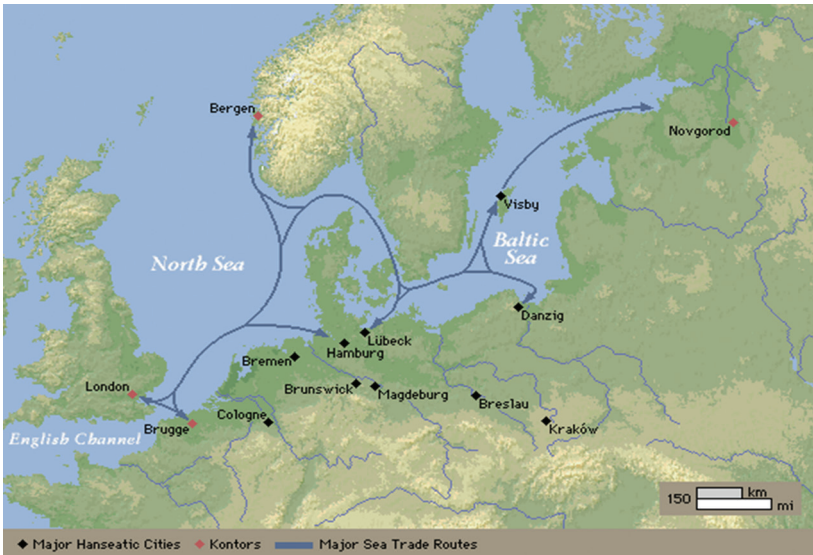 Bergen
Novgorod
Visby
North Sea
Baltic
Sea
Danzig
Lübeck
Hamburg
Bremen
London
Brunswick
Magdeburg
Breslau
Cologne
Brugge
Kraków
English Channel
150 km
mi
Major Hanseatic Cities Kontors Major Sea Trade Routes